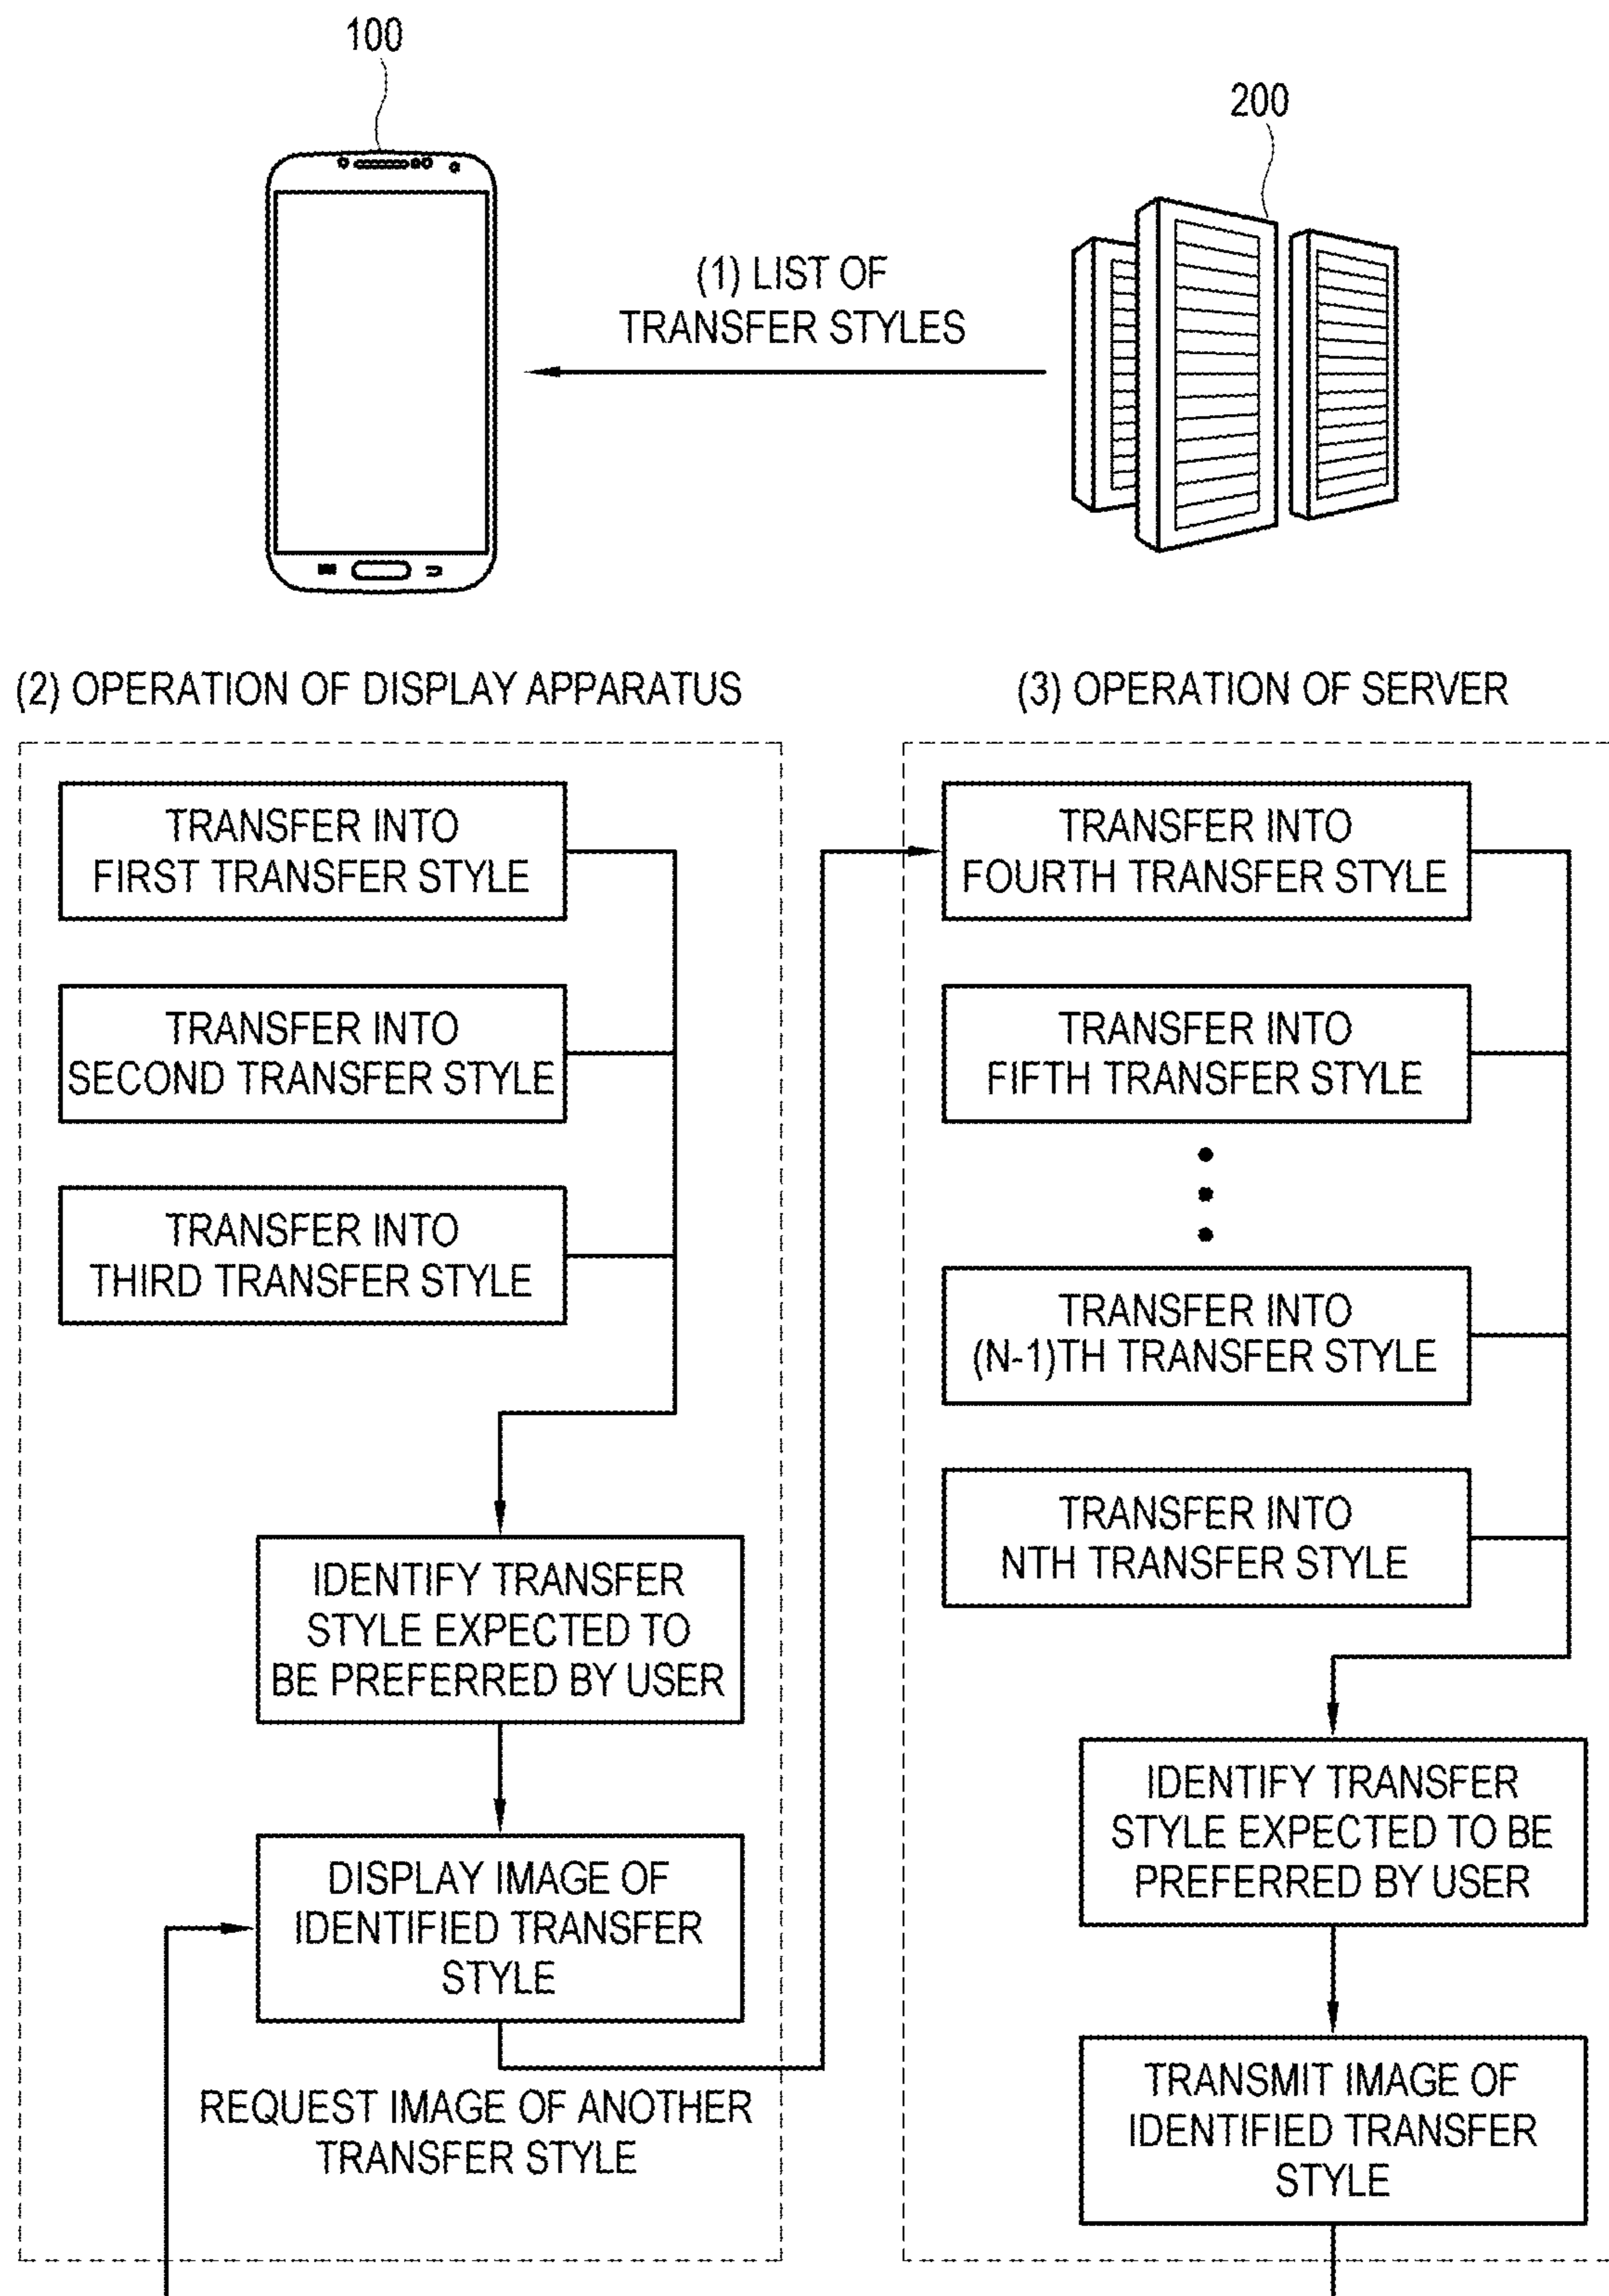 100
200
(1) LIST OF
TRANSFER STYLES
(2) OPERATION OF DISPLAY APPARATUS
TRANSFER INTO
FIRST TRANSFER STYLE
TRANSFER INTO
SECOND TRANSFER STYLE
TRANSFER INTO
THIRD TRANSFER STYLE
IDENTIFY TRANSFER
STYLE EXPECTED TO
BE PREFERRED BY USER
DISPLAY IMAGE OF
IDENTIFIED TRANSFER
STYLE
REQUEST IMAGE OF ANOTHER
TRANSFER STYLE
(3) OPERATION OF SERVER
TRANSFER INTO
FOURTH TRANSFER STYLE
TRANSFER INTO
FIFTH TRANSFER STYLE
TRANSFER INTO
(N-1)TH TRANSFER STYLE
TRANSFER INTO
NTH TRANSFER STYLE
IDENTIFY TRANSFER
STYLE EXPECTED TO BE
PREFERRED BY USER
TRANSMIT IMAGE OF
IDENTIFIED TRANSFER
STYLE